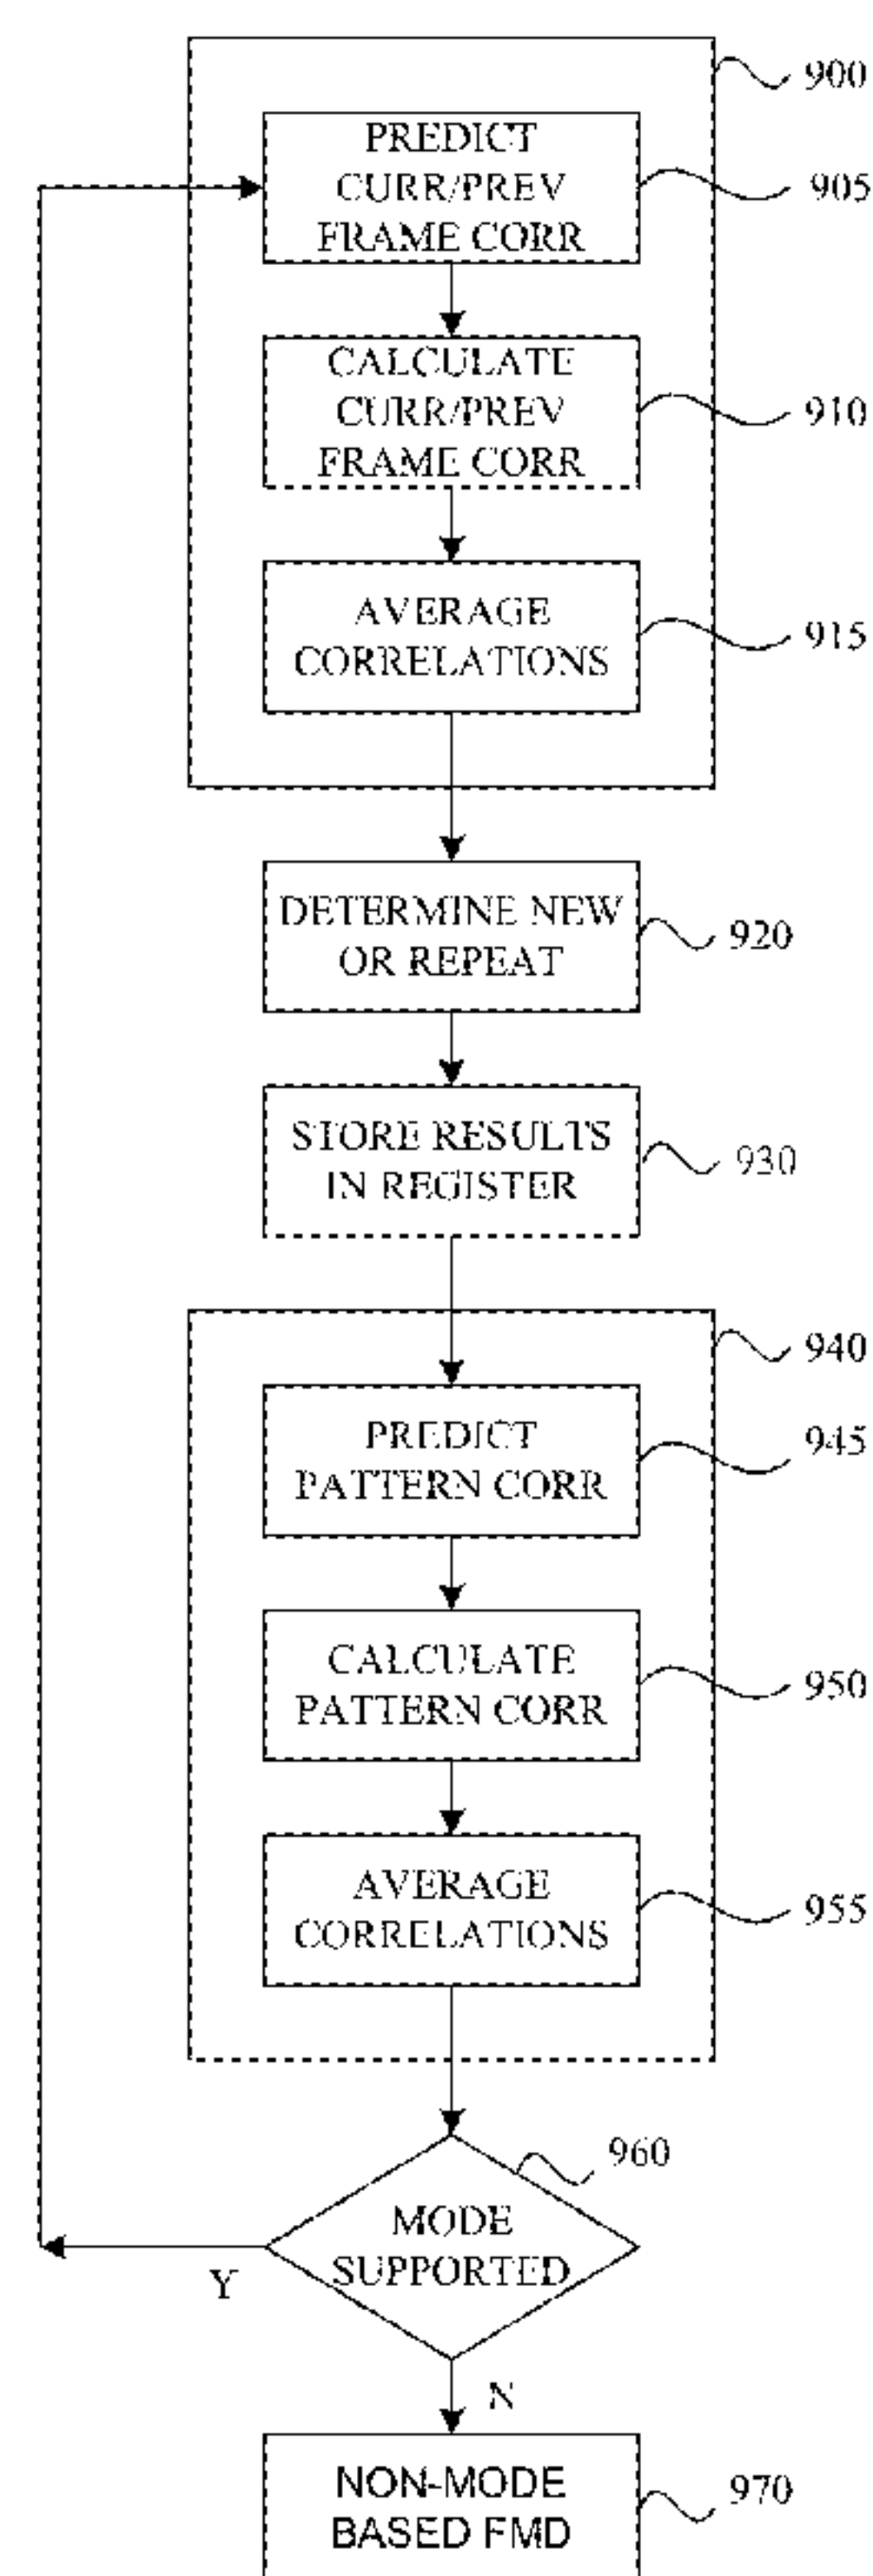 900
PREDICT
CURR/PREV
FRAME CORR
905
CALCULATE
CURR/PREV
FRAME CORR
910
AVERAGE
CORRELATIONS
915
DETERMINE NEW
OR REPEAT
920
STORE RESULTS
IN REGISTER
930
940
PREDICT
PATTERN CORR
945
CALCULATE
PATTERN CORR
950
AVERAGE
CORRELATIONS
955
960
MODE
SUPPORTED
Y
N
NON-MODE
BASED FMD
970